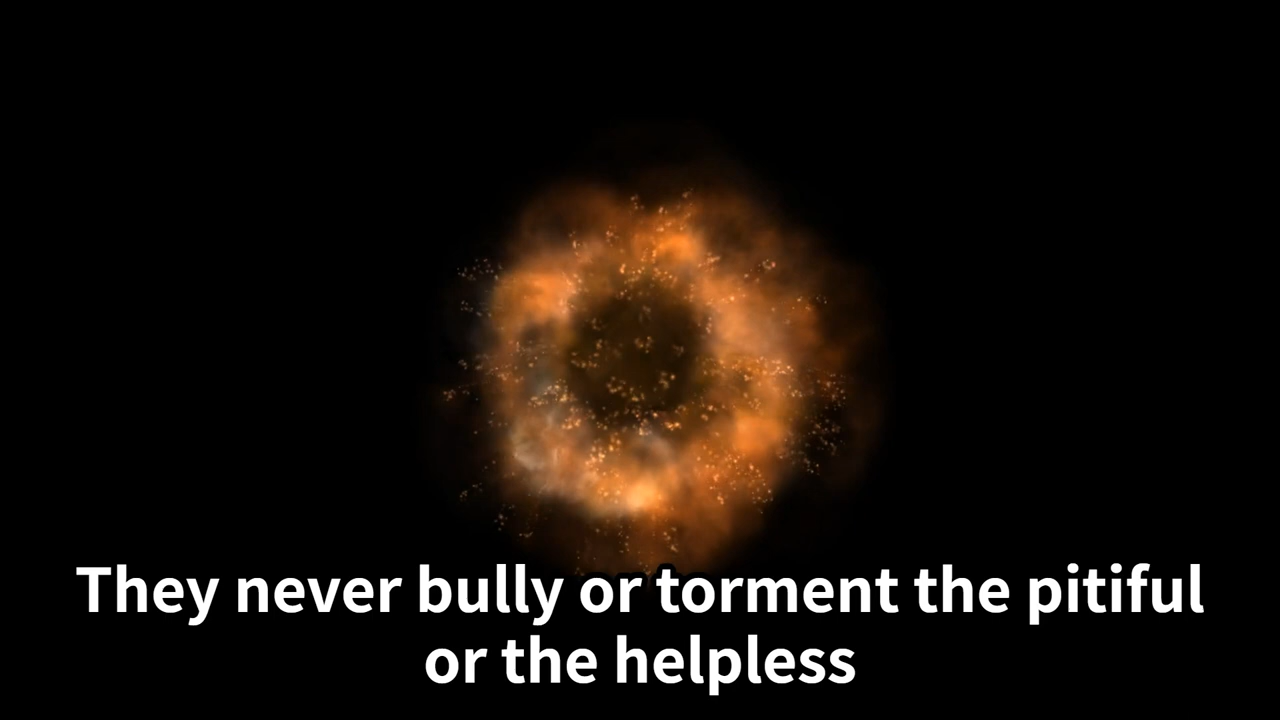 They never bully or torment the pitiful
or the helpless